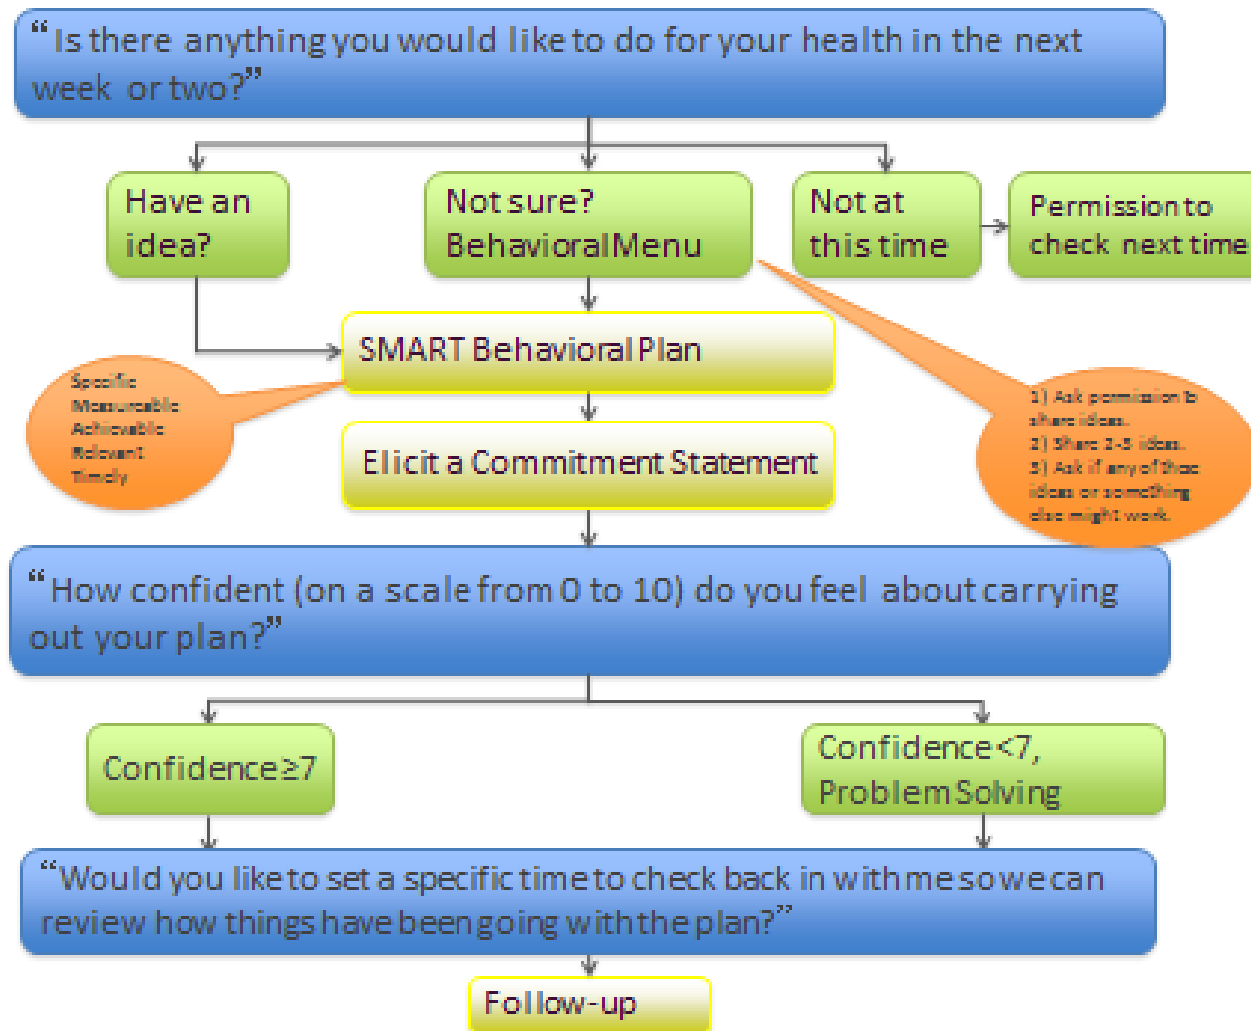 “Is there anything you would like to do for your health in the next
week or two?”
Have an
idea?
Not sure?
Behavioral Menu
Not at
this time
Permission to
check next time
SMART Behavioral Plan
Specific
Measureable
Achievable
Relevant
Timely
1) Ask permission to
share ideas.
2) Share 2-3 ideas.
3) Ask if any of these
ideas or something
else might work.
Elicit a Commitment Statement
“How confident (on a scale from 0 to 10) do you feel about carrying
out your plan?”
Confidence ≥7
Confidence <7,
Problem Solving
“Would you like to set a specific time to check back in with me so we can
review how things have been going with the plan?”
Follow-up